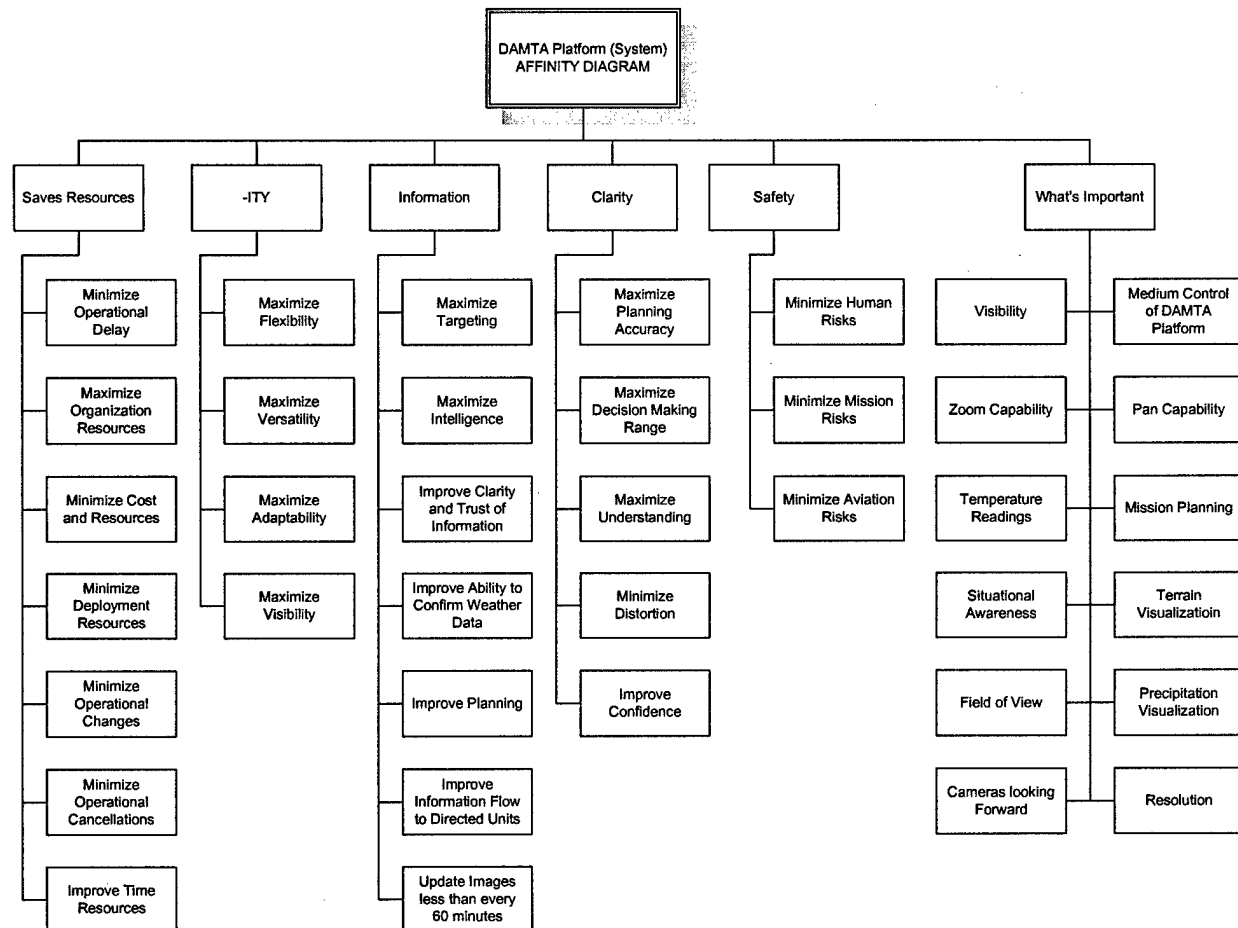 DAMTA Platform (System)
AFFINITY DIAGRAM
Saves Resources
-ITY
Information
Clarity
Safety
What's Important
Minimize
Operational
Delay
Maximize
Organization
Resources
Minimize Cost
and Resources
Minimize
Deployment
Resources
Minimize
Operational
Changes
Minimize
Operational
Cancellations
Improve Time
Resources
Maximize
Flexibility
Maximize
Versatility
Maximize
Adaptability
Maximize
Visibility
Maximize
Targeting
Maximize
Intelligence
Improve Clarity
and Trust of
Information
Improve Ability to
Confirm Weather
Data
Improve Planning
Improve
Information Flow
to Directed Units
Update Images
less than every
60 minutes
Maximize
Planning
Accuracy
Maximize
Decision Making
Range
Maximize
Understanding
Minimize
Distortion
Improve
Confidence
Minimize Human
Risks
Minimize Mission
Risks
Minimize Aviation
Risks
Visibility
Medium Control
of DAMTA
Platform
Zoom Capability
Pan Capability
Temperature
Readings
Mission Planning
Situational
Awareness
Terrain
Visualizatioin
Field of View
Precipitation
Visualization
Cameras looking
Forward
Resolution